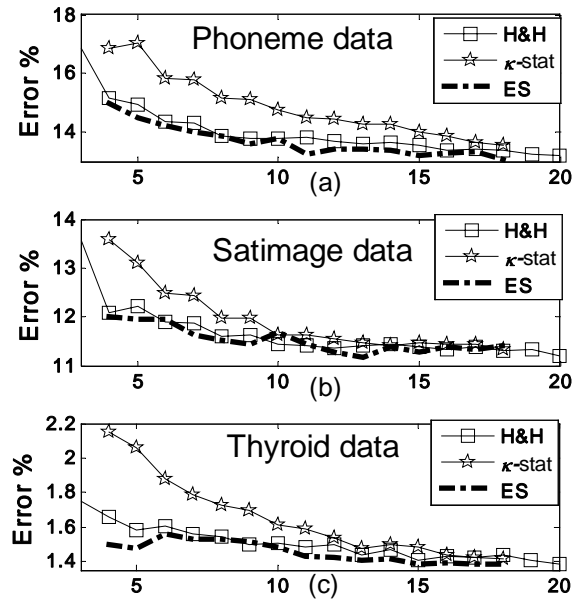 18
Phoneme data
H&H
κ-stat
ES
16
Error %
14
5 10 15 20
(a)
14
Satimage data
H&H
κ-stat
ES
13
Error %
12
11
5 10 15 20
(b)
2.2
Thyroid data
H&H
κ-stat
ES
2
1.8
Error %
1.6
1.4
5 10 15 20
(c)